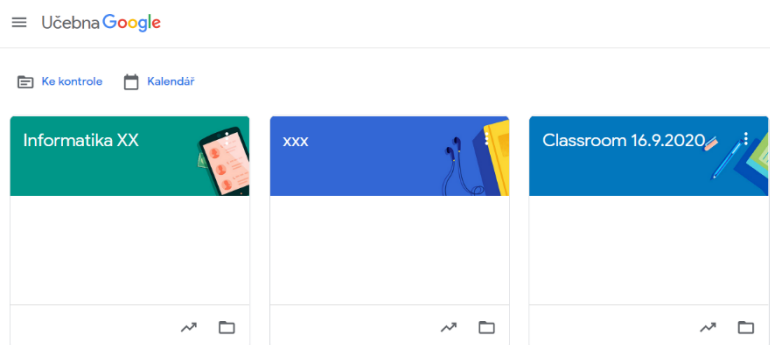 Učebna Google
Ke kontrole Kalendář
Informatika XX
xxx
Classroom 16.9.2020